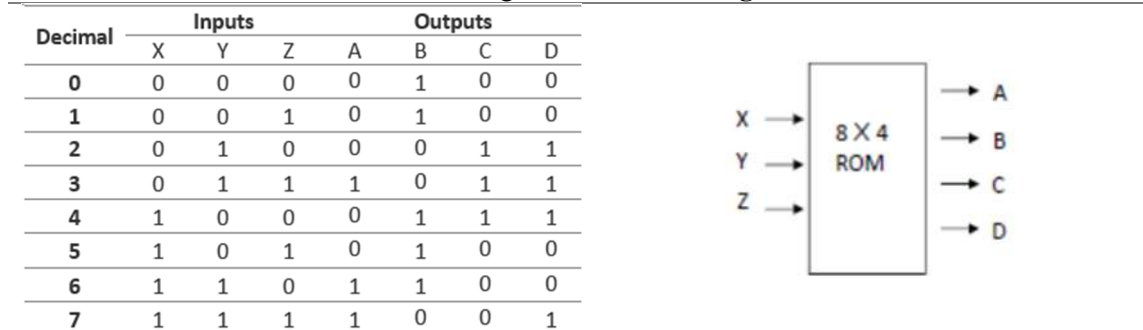 Decimal Inputs Outputs
X Y Z A B C D
0 0 0 0 0 1 0 0
1 0 0 1 0 1 0 0
2 0 1 0 0 0 1 1
3 0 1 1 1 0 1 1
4 1 0 0 0 1 1 1
5 1 0 1 0 1 0 0
6 1 1 0 1 1 0 0
7 1 1 1 1 0 0 1
X
Y
Z
8 X 4
ROM
A
B
C
D